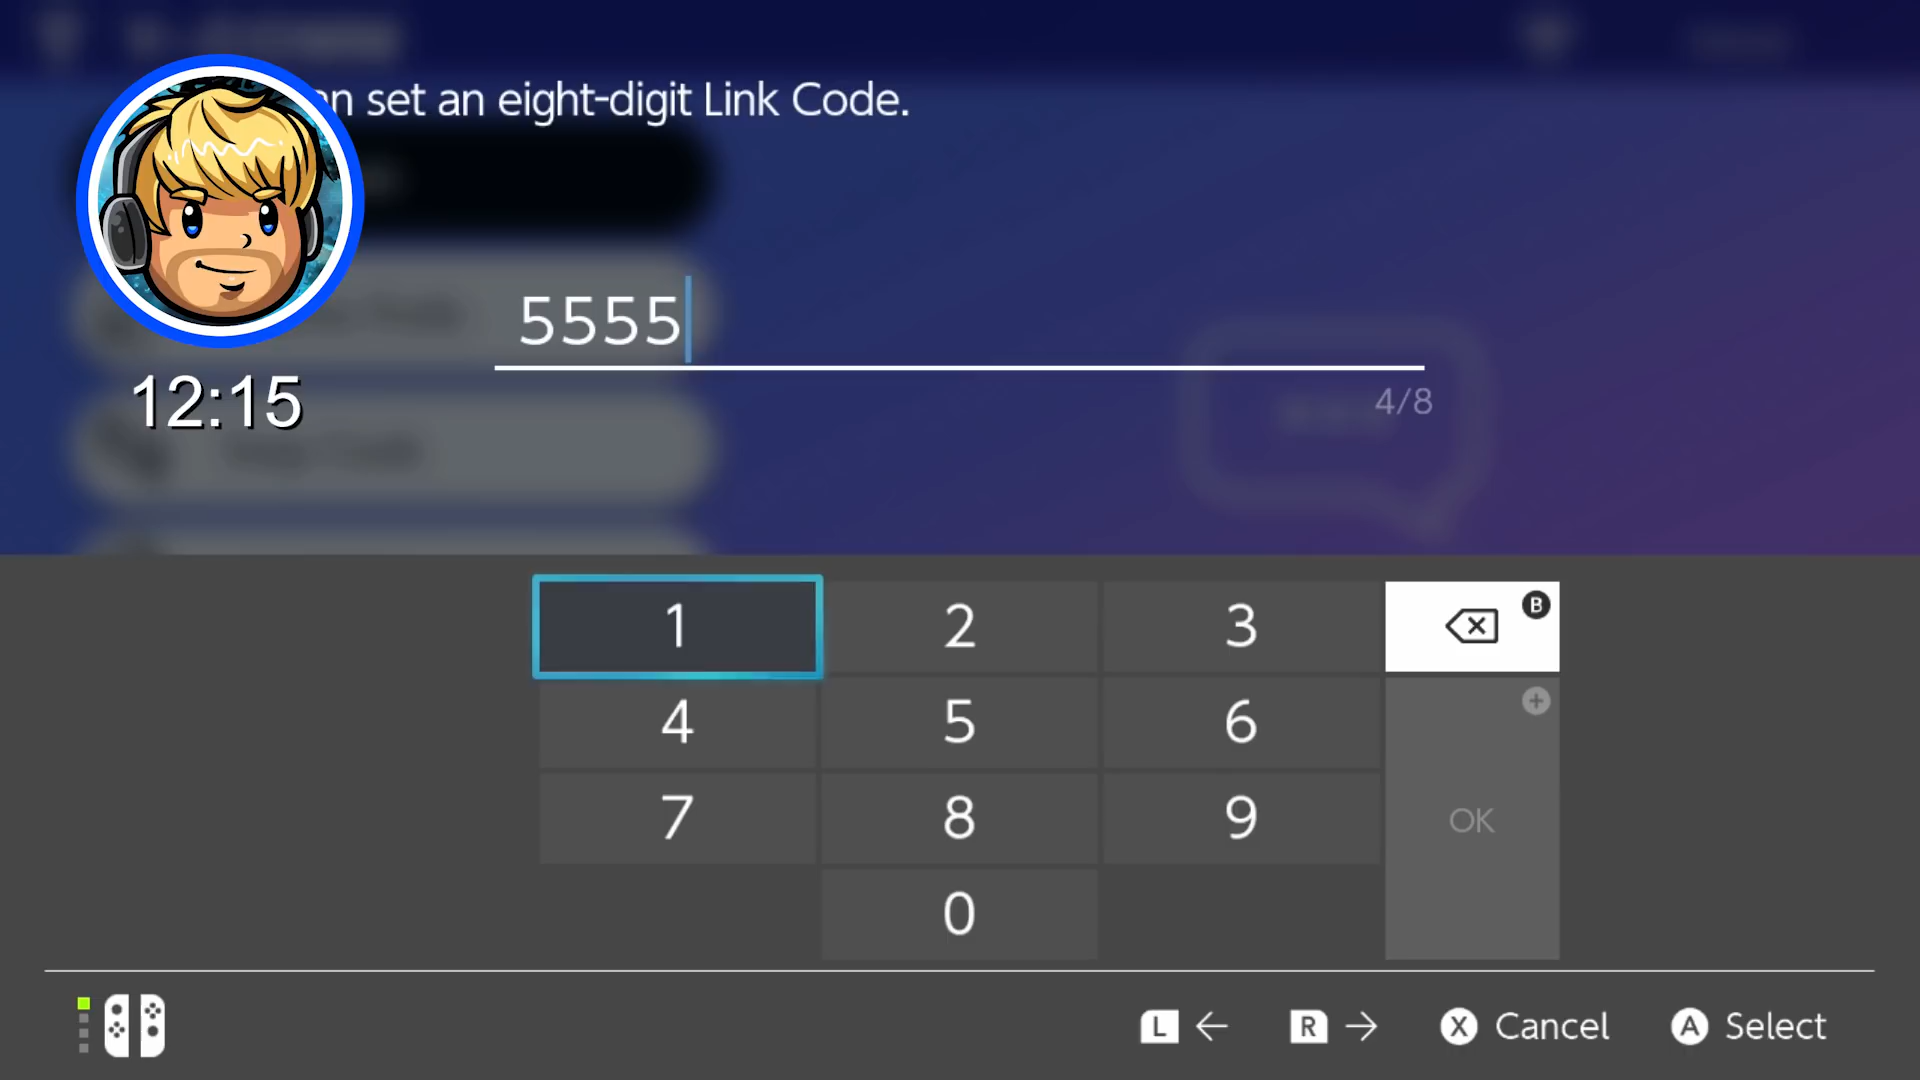 n set an eight-digit Link Code.
5555
4/8
12:15
1 2 3 B
4 5 6 +
7 8 9 OK
0
L ← R → X Cancel A Select